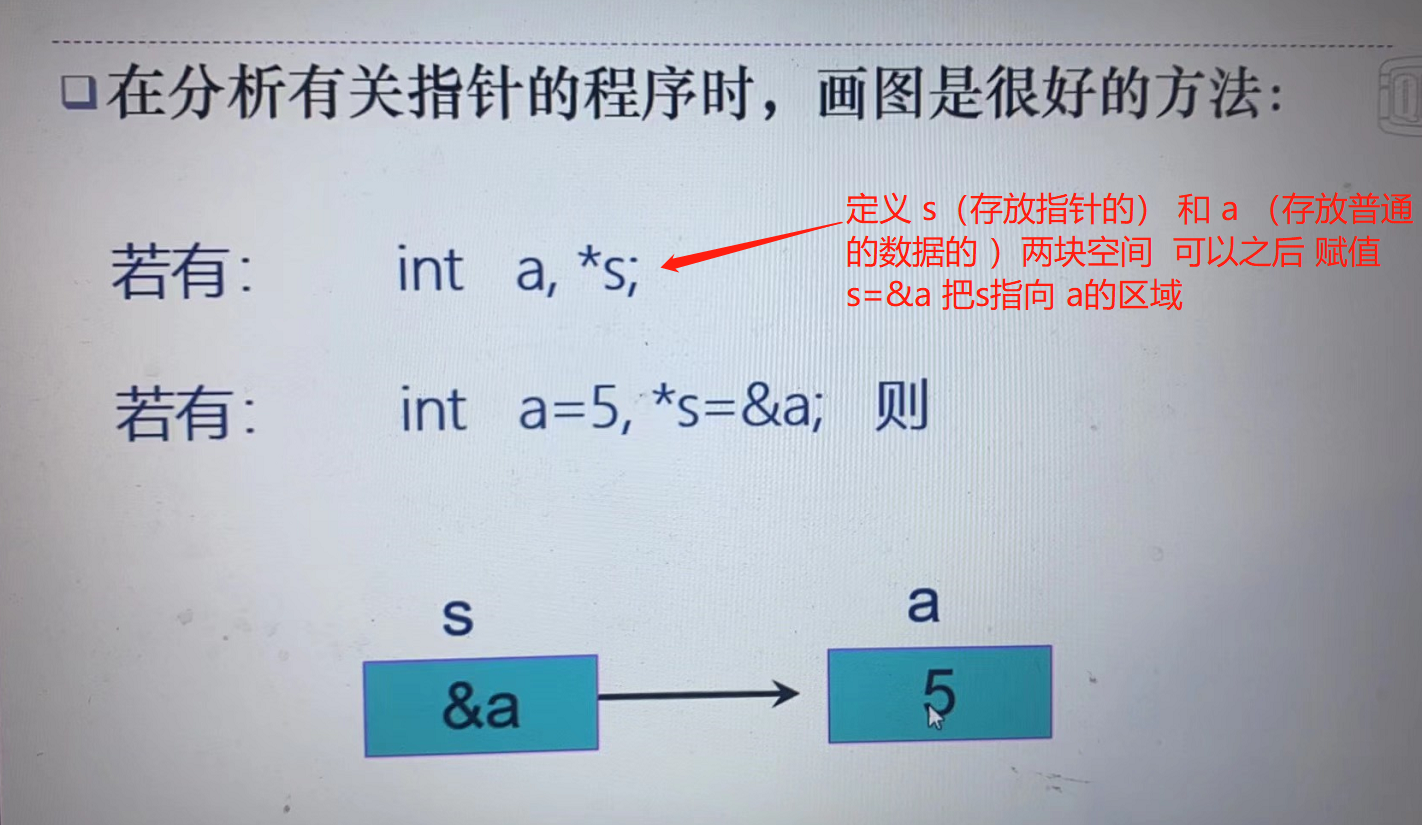 在分析有关指针的程序时，画图是很好的方法：
定义 s（存放指针的） 和 a （存放普通
的数据的 ）两块空间 可以之后 赋值
s=&a 把s指向 a的区域
若有： int a, *s;
若有： int a=5, *s=&a; 则
s a
&a 5